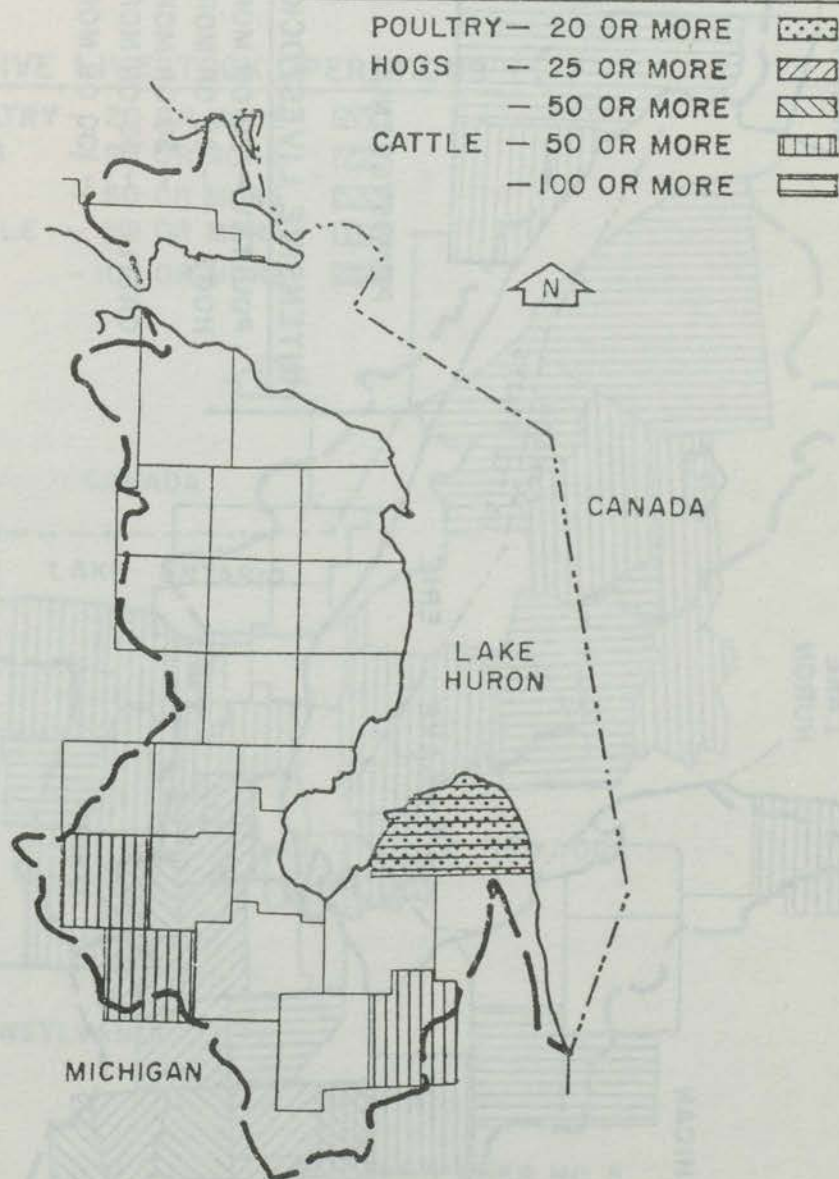 POULTRY — 20 OR MORE
HOGS 25 OR MORE
— 50 OR MORE
CATTLE — 50 OR MORE
— 100 OR MORE
N
CANADA
LAKE
HURON
MICHIGAN